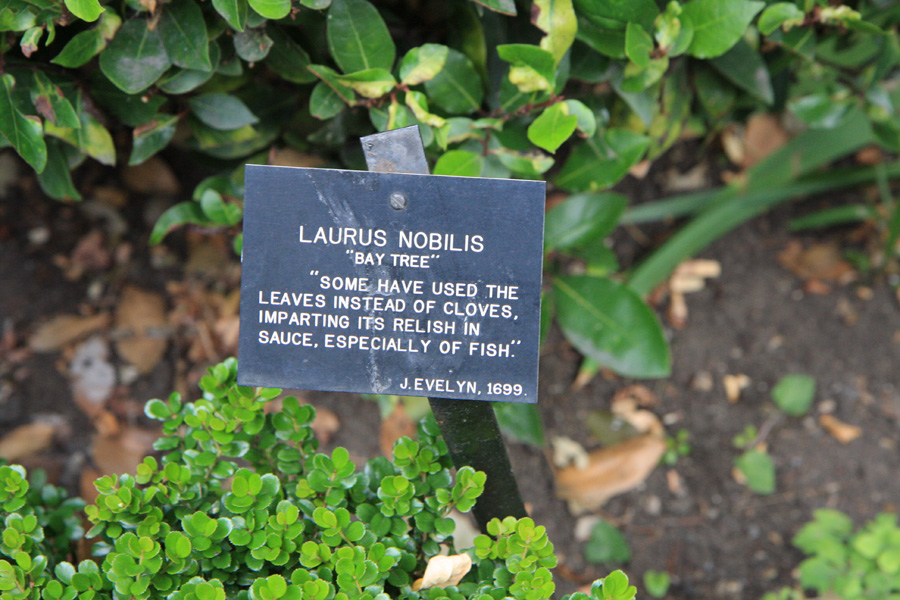 LAURUS NOBILIS
"BAY TREE"
"SOME HAVE USED THE
LEAVES INSTEAD OF CLOVES,
IMPARTING ITS RELISH IN
SAUCE, ESPECIALLY OF FISH."
J. EVELYN, 1699.